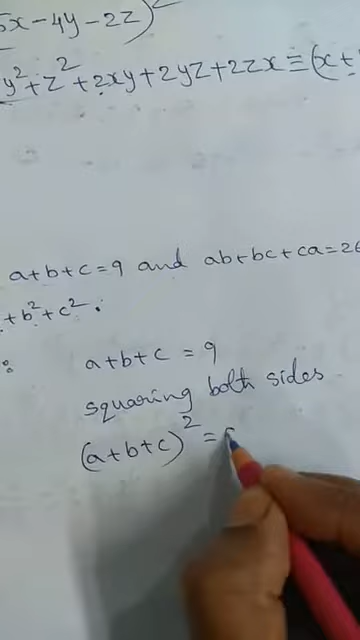 5x-4y-2z)²
y²+z²+2xy+2yz+2zx≡(x+
a+b+c=9 and ab+bc+ca=26
+b²+c².
: a+b+c=9
squaring both sides
(a+b+c)²=